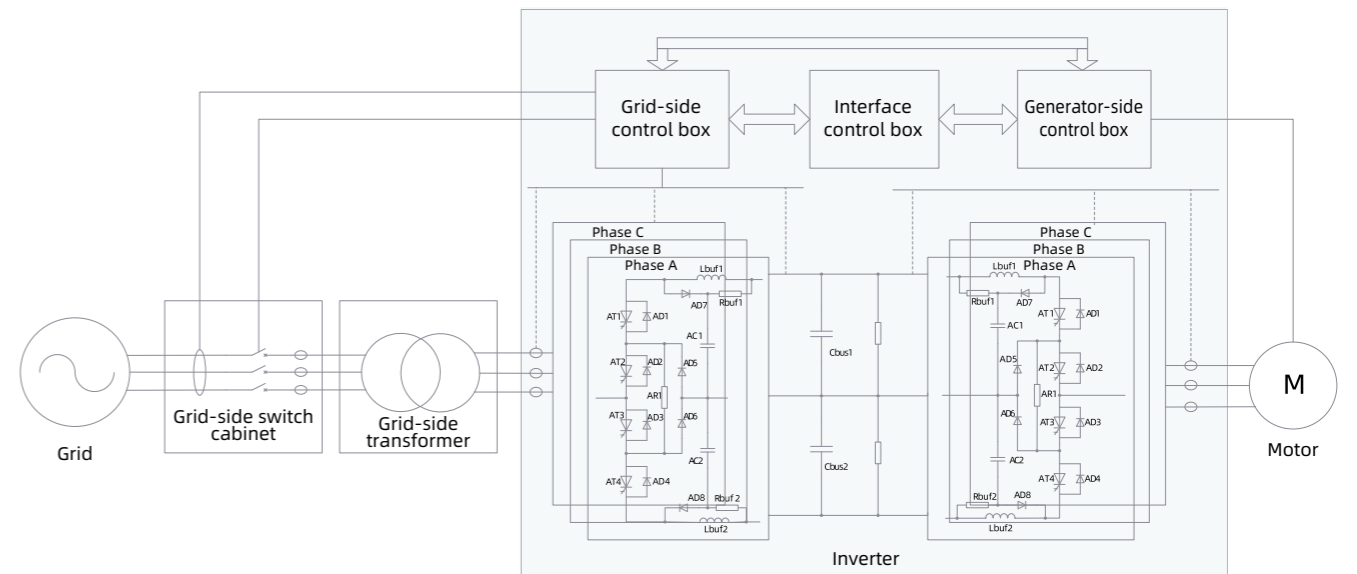 Grid-side
control box
Interface
control box
Generator-side
control box
Phase C
Phase B
Phase A
Lbuf1
AD7
Rbuf1
AT1
AD1
AC1
AT2
AD2
AD5
AR1
AT3
AD3
AD5
AC2
AT4
AD4
AD8
Rbuf 2
Lbuf2
Cbus1
Cbus2
Phase C
Phase B
Phase A
Lbuf1
Rbuf1
AD7
AC1
AT1
AD1
AD5
AT2
AD2
AR1
AD6
AT3
AD3
AC2
AT4
AD4
Rbuf2
AD8
Lbuf2
Grid
Grid-side switch
cabinet
Grid-side
transformer
M
Motor
Inverter